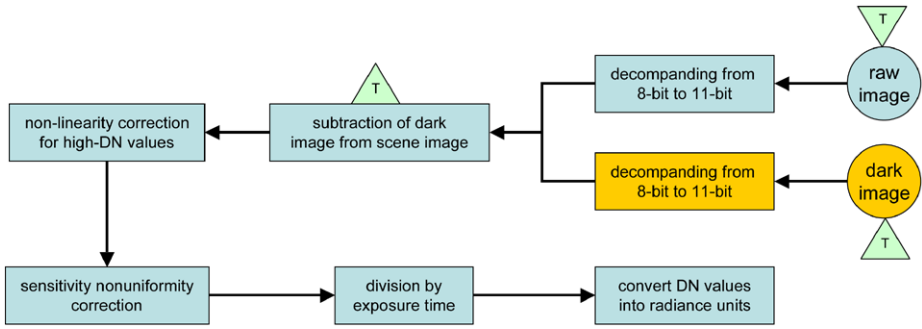 T
raw
image
decompanding from
8-bit to 11-bit
T
subtraction of dark
image from scene image
non-linearity correction
for high-DN values
decompanding from
8-bit to 11-bit
dark
image
T
sensitivity nonuniformity
correction
division by
exposure time
convert DN values
into radiance units